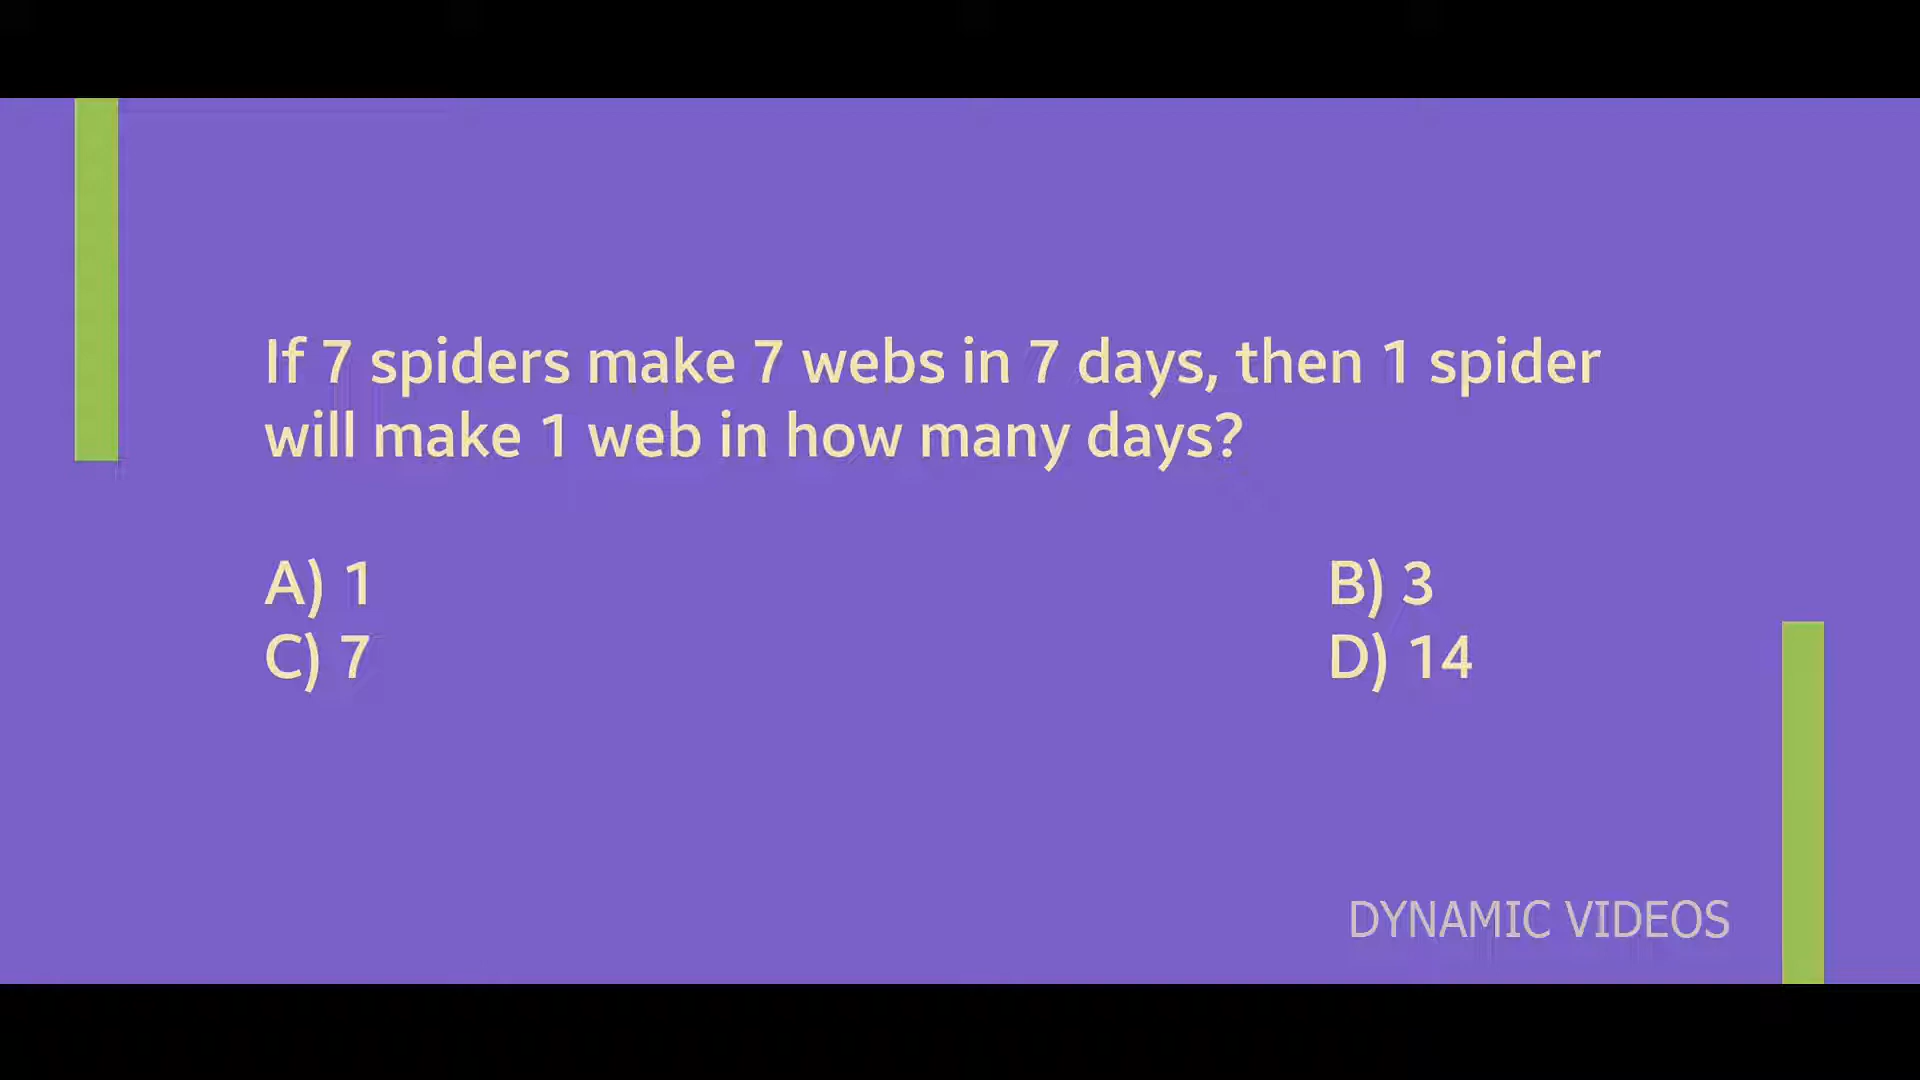 If 7 spiders make 7 webs in 7 days, then 1 spider
will make 1 web in how many days?
A) 1 B) 3
C) 7 D) 14
DYNAMIC VIDEOS